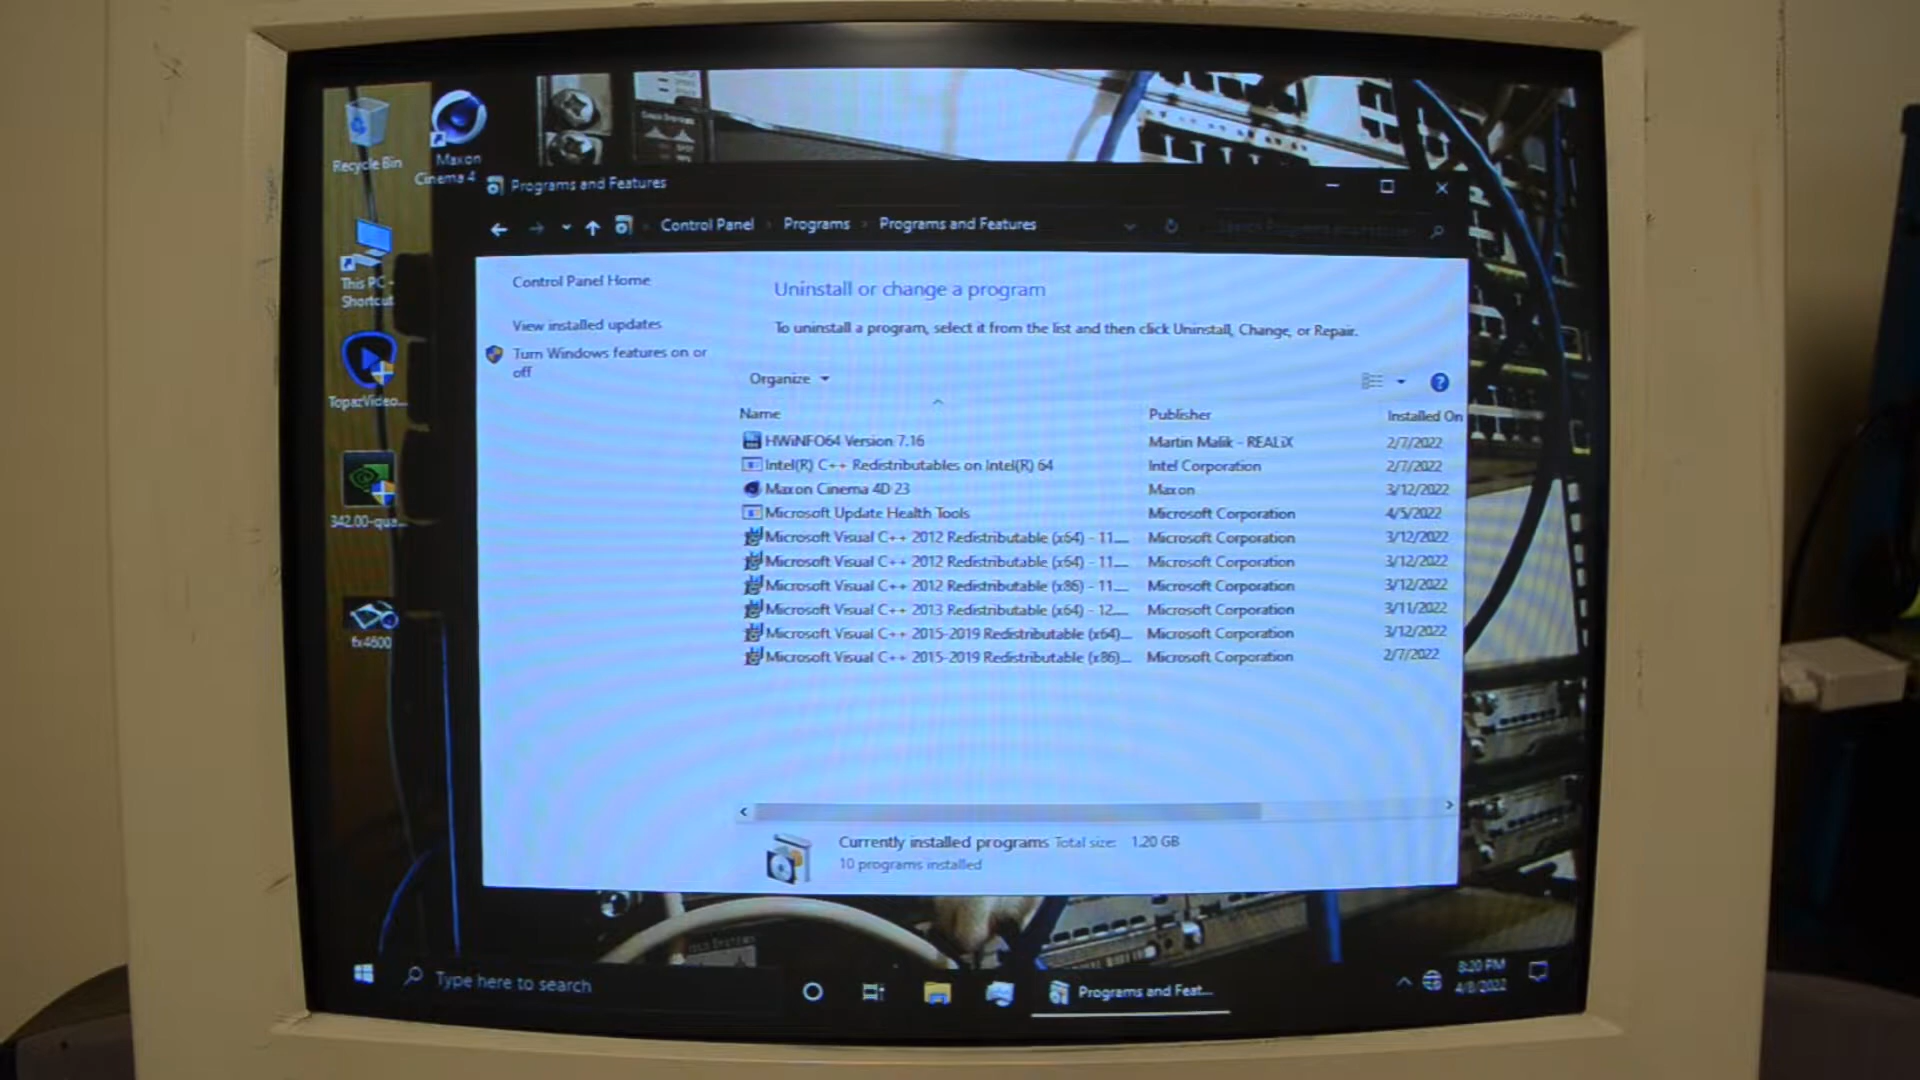 Recycle Bin
Maxon
Cinema 4
This PC -
Shortcut
TopazVideo...
342.00-qua...
fx4600
Programs and Features
Control Panel
Programs
Programs and Features
Control Panel Home
View installed updates
Turn Windows features on or
off
Uninstall or change a program
To uninstall a program, select it from the list and then click Uninstall, Change, or Repair.
Organize
Name Publisher Installed On
HWiNFO64 Version 7.16 Martin Malik - REALiX 2/7/2022
Intel(R) C++ Redistributables on Intel(R) 64 Intel Corporation 2/7/2022
Maxon Cinema 4D 23 Maxon 3/12/2022
Microsoft Update Health Tools Microsoft Corporation 4/5/2022
Microsoft Visual C++ 2012 Redistributable (x64) - 11.... Microsoft Corporation 3/12/2022
Microsoft Visual C++ 2012 Redistributable (x64) - 11.... Microsoft Corporation 3/12/2022
Microsoft Visual C++ 2012 Redistributable (x86) - 11.... Microsoft Corporation 3/12/2022
Microsoft Visual C++ 2013 Redistributable (x64) - 12.... Microsoft Corporation 3/11/2022
Microsoft Visual C++ 2015-2019 Redistributable (x64)... Microsoft Corporation 3/12/2022
Microsoft Visual C++ 2015-2019 Redistributable (x86)... Microsoft Corporation 2/7/2022
Currently installed programs Total size: 1.20 GB
10 programs installed
Type here to search
Programs and Feat...
8:20 PM
4/8/2022